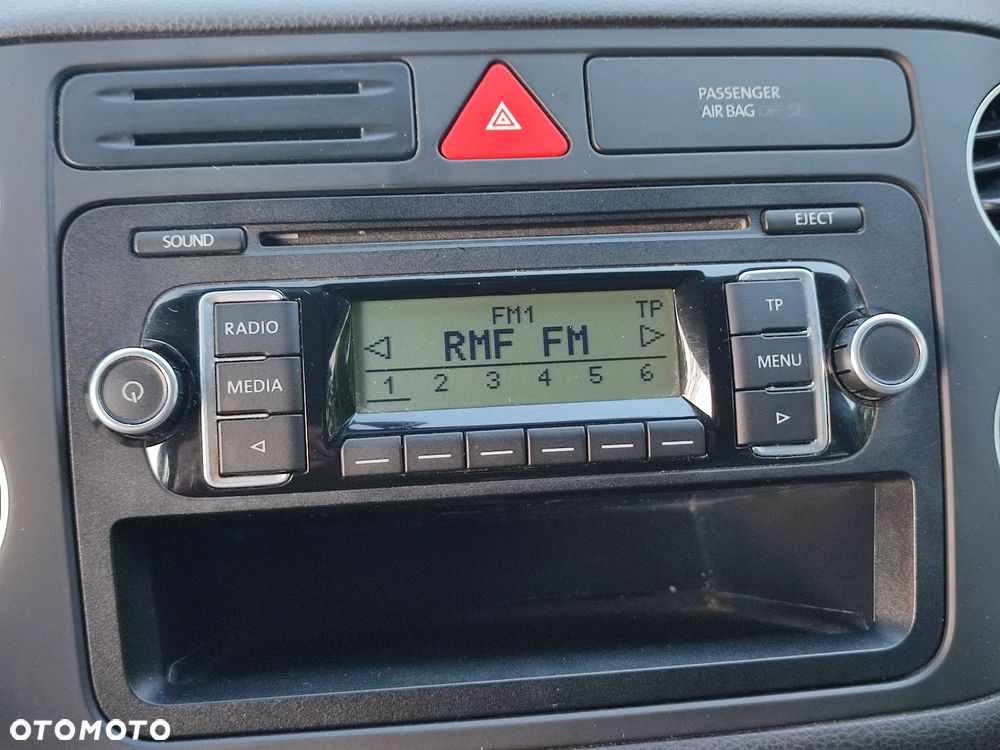 PASSENGER
AIR BAG OFF
SOUND
EJECT
RADIO
MEDIA
FM1
TP
RMF FM
1 2 3 4 5 6
TP
MENU
OTOMOTO